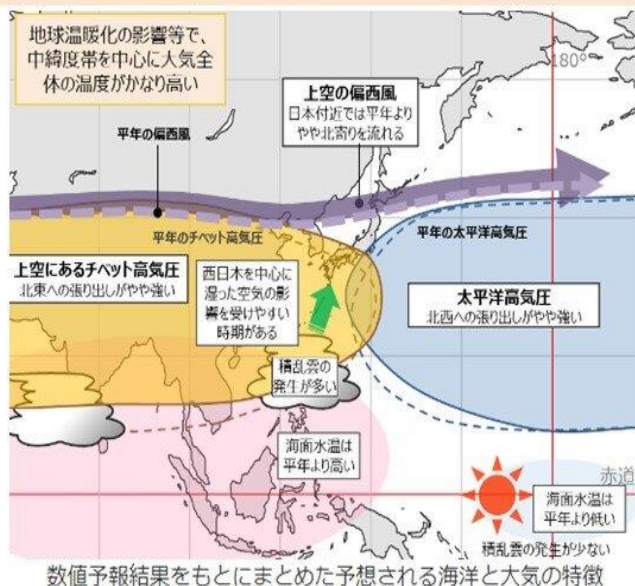 地球温暖化の影響等で、
中緯度帯を中心に大気全
休の温度がかなり高い
180°
上空の偏西風
日本付近では平年より
やや北寄りを流れる
平年の偏西風
平年のチベット高気圧
平年の太平洋高気圧
上空にあるチベット高気圧
北東への張り出しがやや強い
西日本を中心に
湿った空気の影
響を受けやすい
時期がある
太平洋高気圧
北西への張り出しがやや強い
積乱雲の
発生が多い
海面水温は
平年より高い
赤道
海面水温は
平年より低い
積乱雲の発生が少ない
数値予報結果をもとにまとめた予想される海洋と大気の特徴